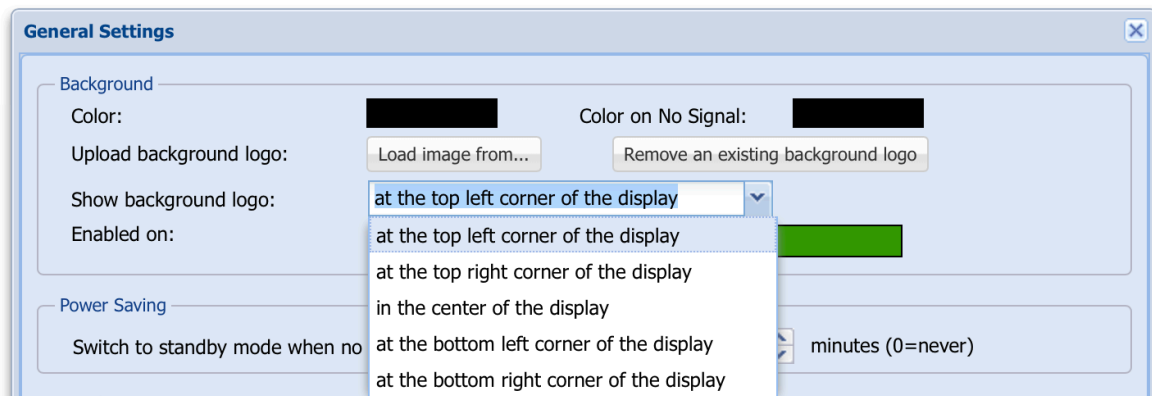 General Settings
Background
Color: Color on No Signal:
Upload background logo: Load image from... Remove an existing background logo
Show background logo: at the top left corner of the display
Enabled on: at the top left corner of the display
at the top right corner of the display
Power Saving in the center of the display
Switch to standby mode when no at the bottom left corner of the display minutes (0=never)
at the bottom right corner of the display